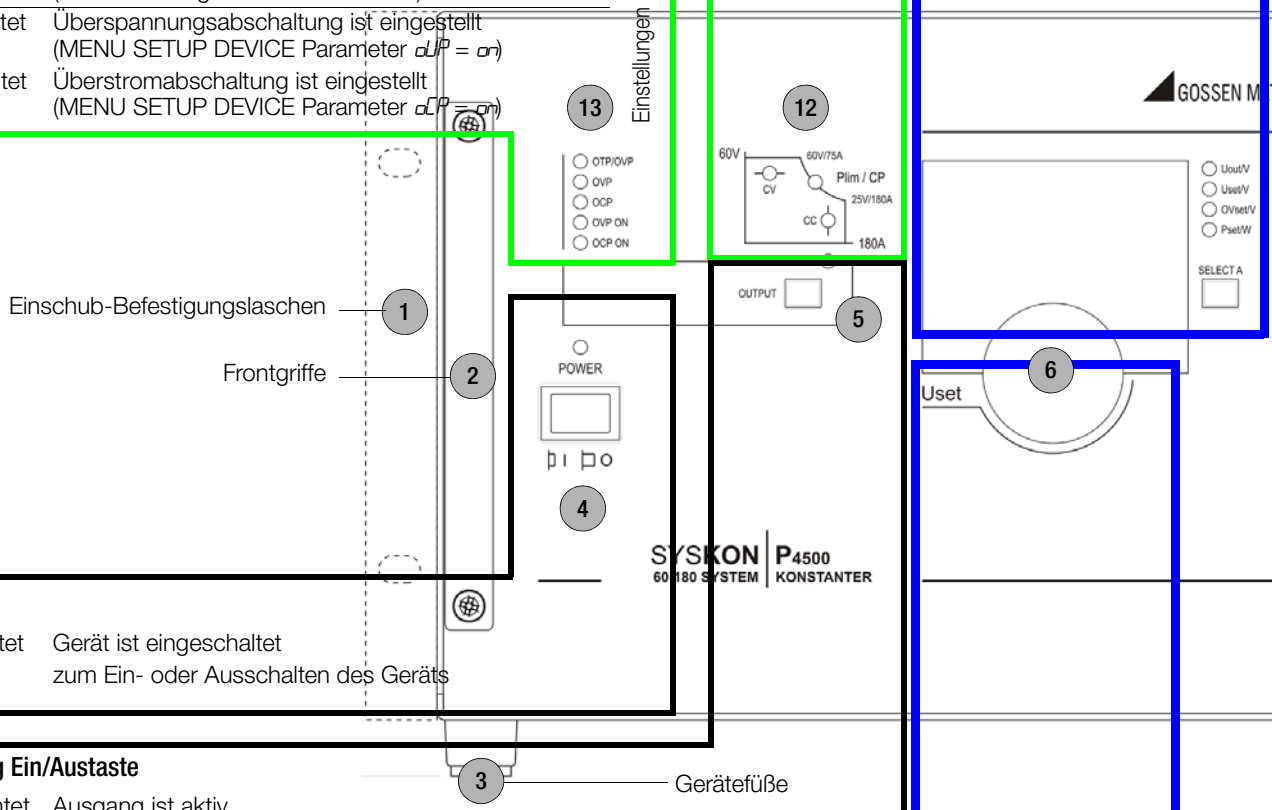 Überspannungsabschaltung ist eingestellt
(MENU SETUP DEVICE Parameter oUP = on)
Überstromabschaltung ist eingestellt
(MENU SETUP DEVICE Parameter oCP = on)
Einstellungen
13
12
GOSSEN
OTP/OVP
OVP
OCP
OVP ON
OCP ON
60V
60V/75A
CV
Plim / CP
25V/180A
CC
180A
Uout/V
Uset/V
OVset/V
Pset/W
SELECT A
OUTPUT
5
Einschub-Befestigungslaschen
1
Frontgriffe
2
POWER
4
6
Uset
SYSKON P4500
60-180 SYSTEM KONSTANTER
Gerät ist eingeschaltet
zum Ein- oder Ausschalten des Geräts
3
Gerätefüße
Ein/Austaste
Ausgang ist aktiv